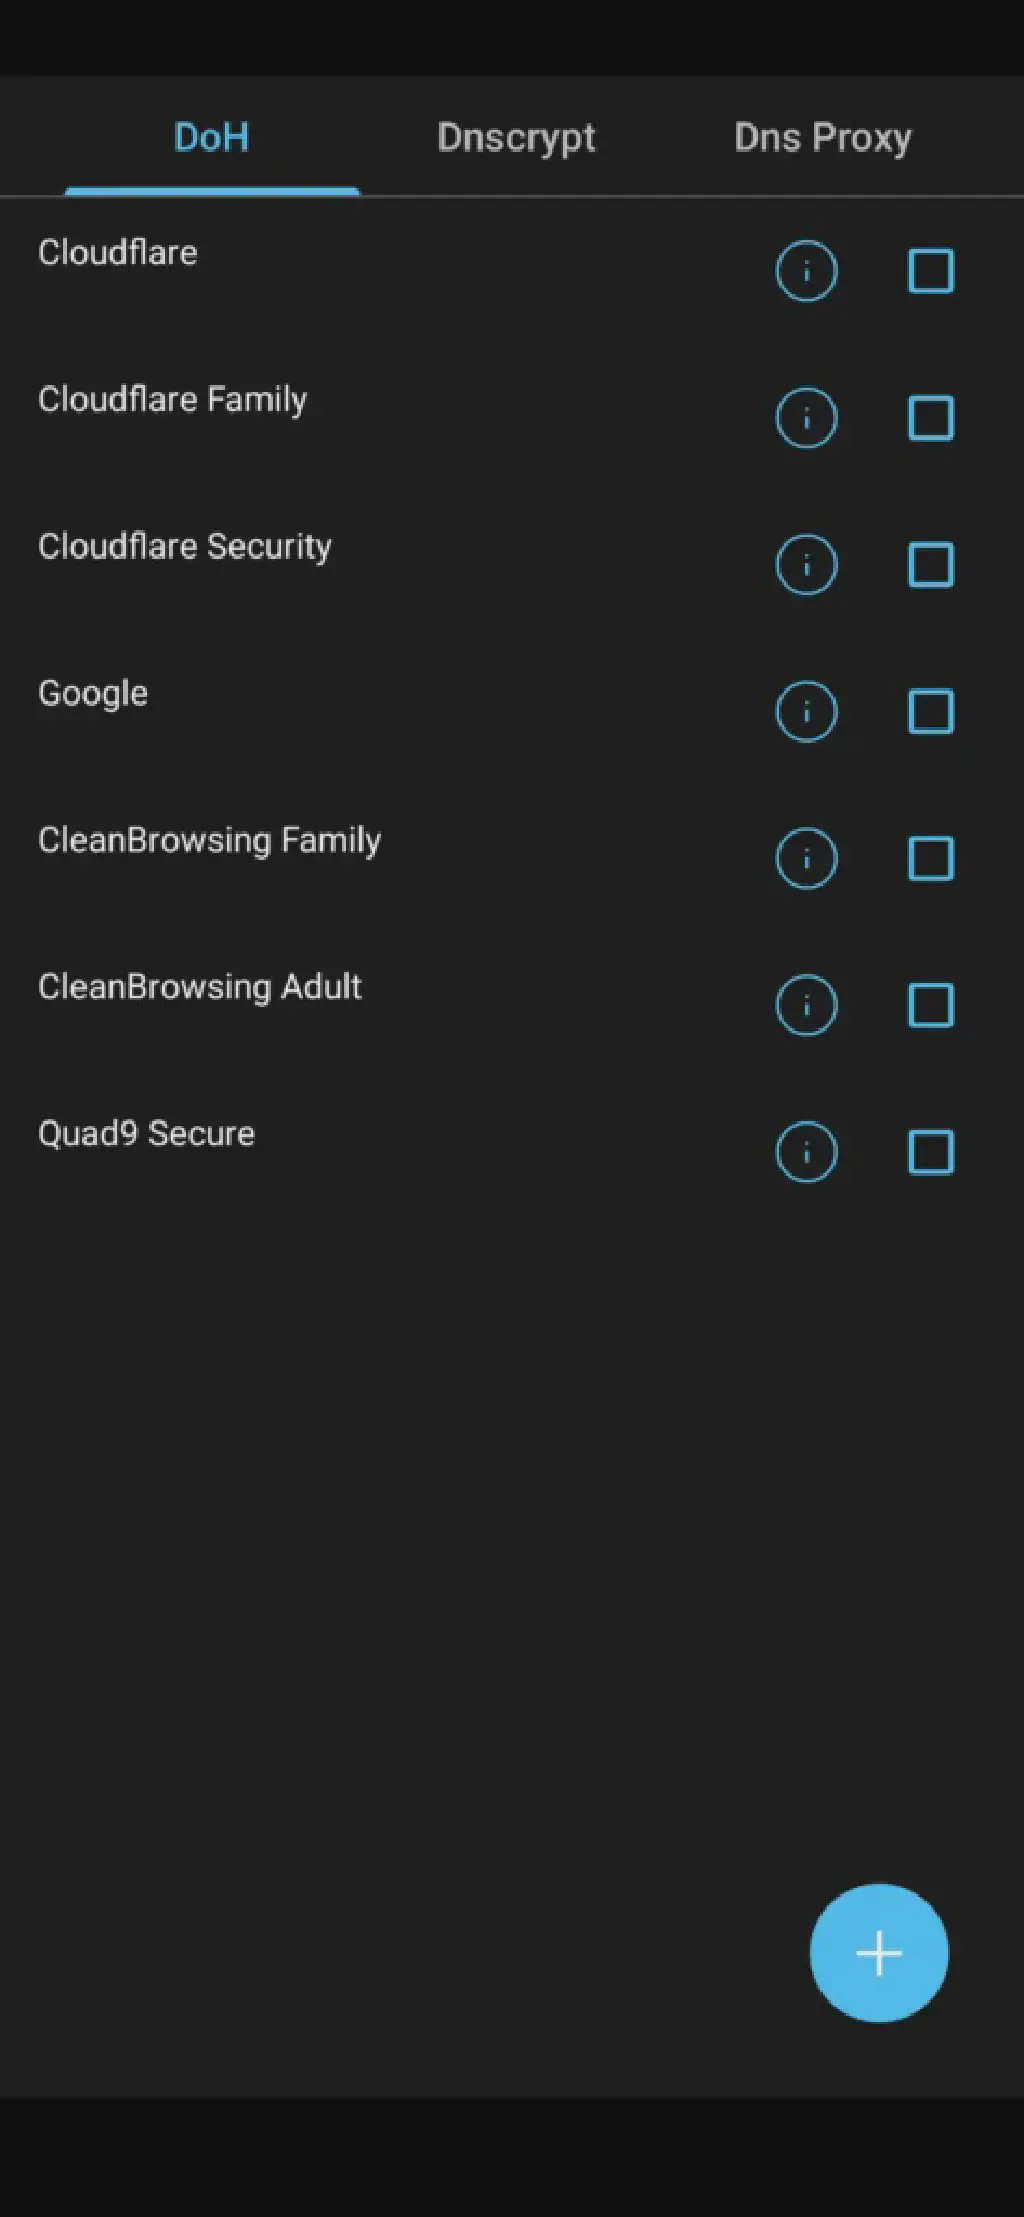 DoH Dnscrypt Dns Proxy
Cloudflare
Cloudflare Family
Cloudflare Security
Google
CleanBrowsing Family
CleanBrowsing Adult
Quad9 Secure